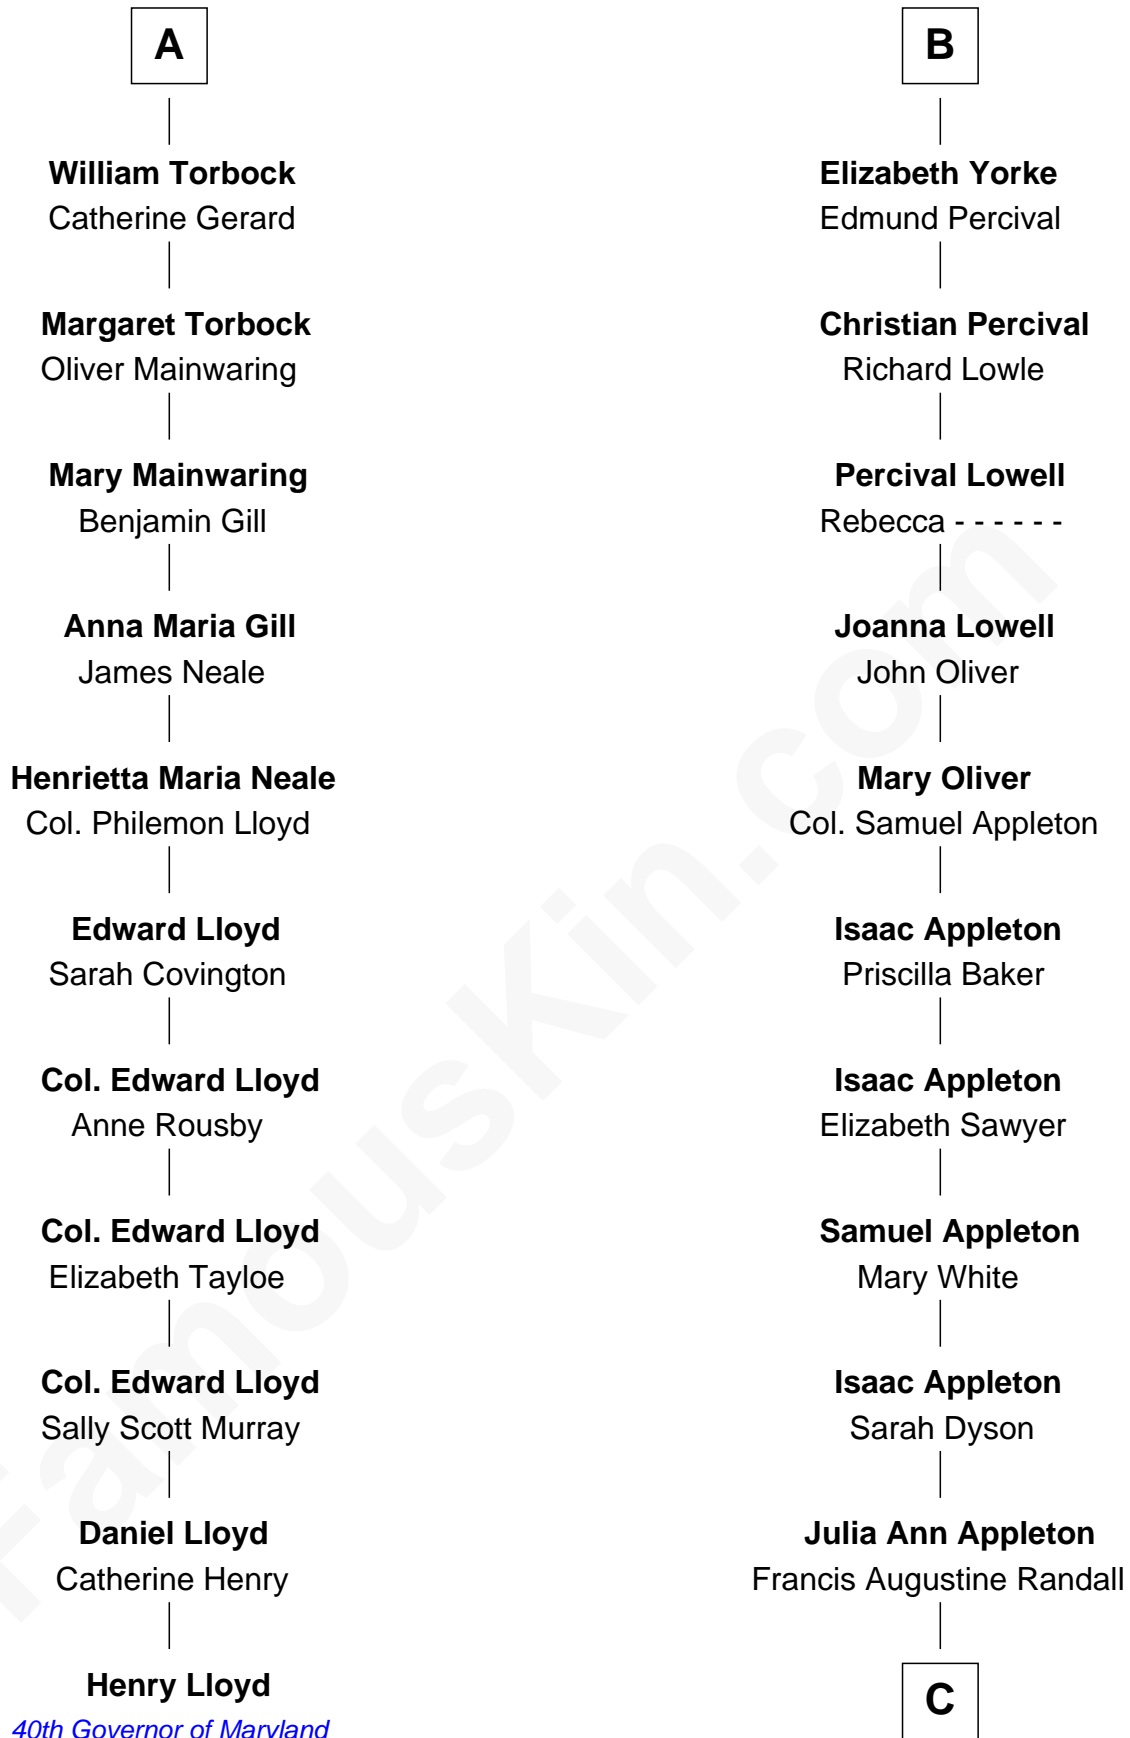 A
William Torbock
Catherine Gerard
Margaret Torbock
Oliver Mainwaring
Mary Mainwaring
Benjamin Gill
Anna Maria Gill
James Neale
Henrietta Maria Neale
Col. Philemon Lloyd
Edward Lloyd
Sarah Covington
Col. Edward Lloyd
Anne Rousby
Col. Edward Lloyd
Elizabeth Tayloe
Col. Edward Lloyd
Sally Scott Murray
Daniel Lloyd
Catherine Henry
Henry Lloyd
40th Governor of Maryland
B
Elizabeth Yorke
Edmund Percival
Christian Percival
Richard Lowle
Percival Lowell
Rebecca - - - - - -
Joanna Lowell
John Oliver
Mary Oliver
Col. Samuel Appleton
Isaac Appleton
Priscilla Baker
Isaac Appleton
Elizabeth Sawyer
Samuel Appleton
Mary White
Isaac Appleton
Sarah Dyson
Julia Ann Appleton
Francis Augustine Randall
C
FamousKin.com